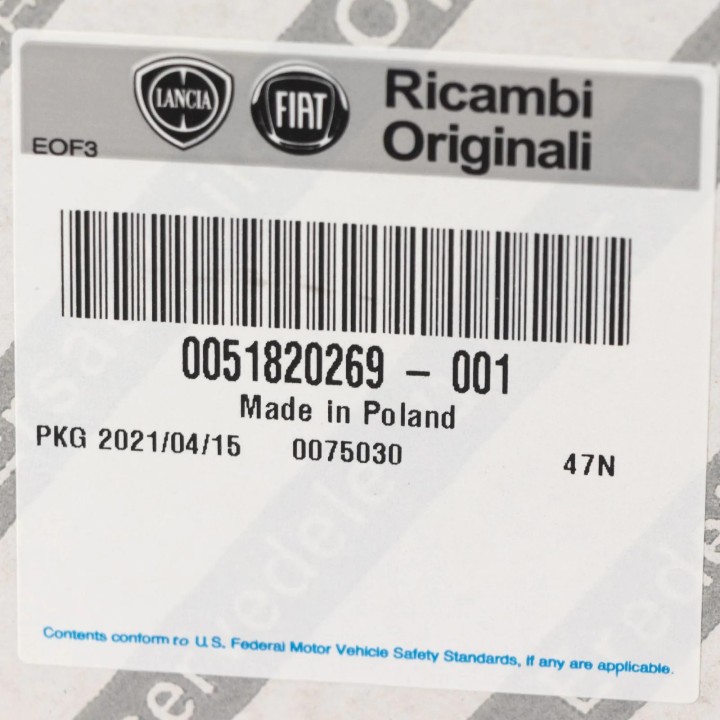 LANCIA
FIAT
Ricambi
Originali
EOF3
0051820269 - 001
Made in Poland
PKG 2021/04/15 0075030 47N
Contents conform to U.S. Federal Motor Vehicle Safety Standards, if any are applicable.